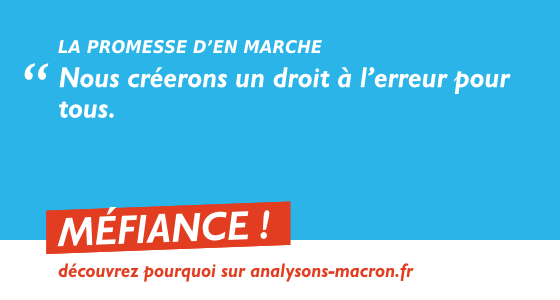 LA PROMESSE D’EN MARCHE
“ Nous créerons un droit à l’erreur pour
tous.
MÉFIANCE !
découvrez pourquoi sur analysons-macron.fr